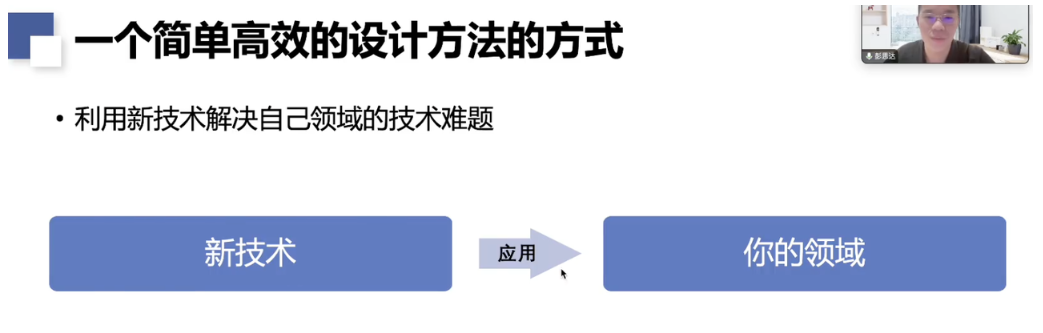 一个简单高效的设计方法的方式
彭思达
• 利用新技术解决自己领域的技术难题
新技术
应用
你的领域